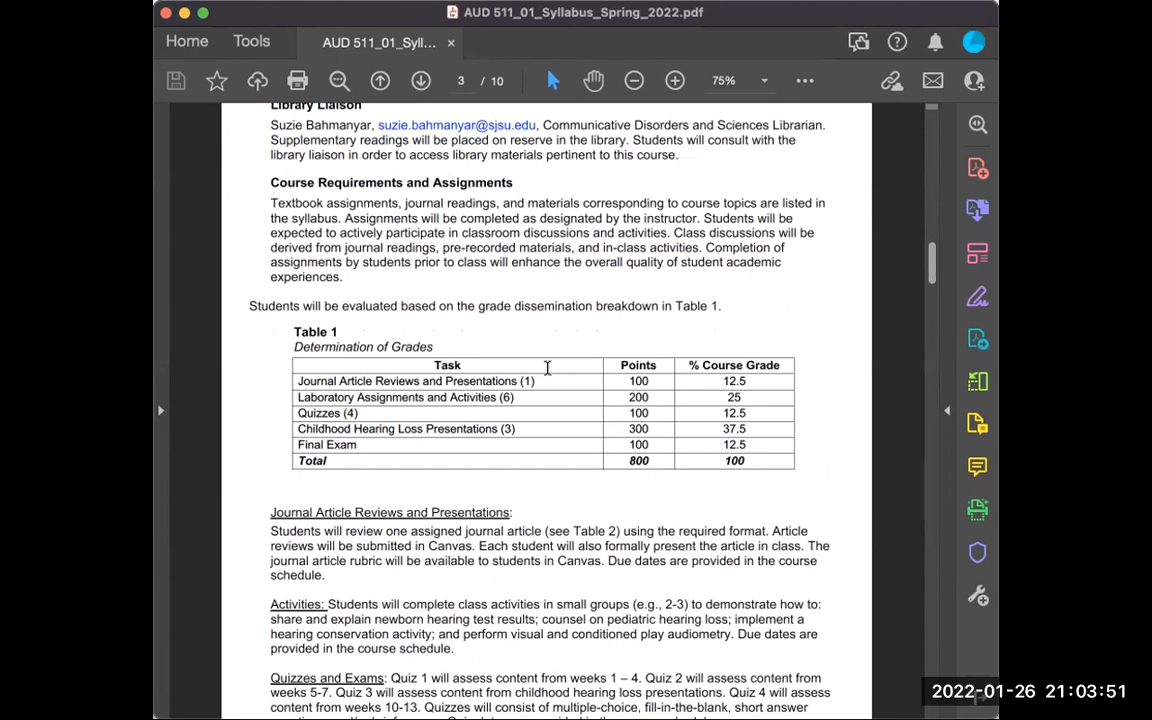 AUD 511_01_Syllabus_Spring_2022.pdf
Home Tools AUD 511_01_Syll... ×
3 / 10 75%
Library Liaison
Suzie Bahmanyar, suzie.bahmanyar@sjsu.edu, Communicative Disorders and Sciences Librarian.
Supplementary readings will be placed on reserve in the library. Students will consult with the
library liaison in order to access library materials pertinent to this course.
Course Requirements and Assignments
Textbook assignments, journal readings, and materials corresponding to course topics are listed in
the syllabus. Assignments will be completed as designated by the instructor. Students will be
expected to actively participate in classroom discussions and activities. Class discussions will be
derived from journal readings, pre-recorded materials, and in-class activities. Completion of
assignments by students prior to class will enhance the overall quality of student academic
experiences.
Students will be evaluated based on the grade dissemination breakdown in Table 1.
Table 1
Determination of Grades
Task Points % Course Grade
Journal Article Reviews and Presentations (1) 100 12.5
Laboratory Assignments and Activities (6) 200 25
Quizzes (4) 100 12.5
Childhood Hearing Loss Presentations (3) 300 37.5
Final Exam 100 12.5
Total 800 100
Journal Article Reviews and Presentations:
Students will review one assigned journal article (see Table 2) using the required format. Article
reviews will be submitted in Canvas. Each student will also formally present the article in class. The
journal article rubric will be available to students in Canvas. Due dates are provided in the course
schedule.
Activities: Students will complete class activities in small groups (e.g., 2-3) to demonstrate how to:
share and explain newborn hearing test results; counsel on pediatric hearing loss; implement a
hearing conservation activity; and perform visual and conditioned play audiometry. Due dates are
provided in the course schedule.
Quizzes and Exams: Quiz 1 will assess content from weeks 1 – 4. Quiz 2 will assess content from
weeks 5-7. Quiz 3 will assess content from childhood hearing loss presentations. Quiz 4 will assess
content from weeks 10-13. Quizzes will consist of multiple-choice, fill-in-the-blank, short answer
2022-01-26 21:03:51